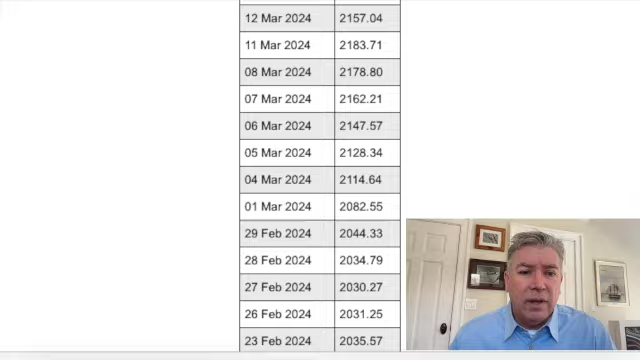 12 Mar 2024 2157.04
11 Mar 2024 2183.71
08 Mar 2024 2178.80
07 Mar 2024 2162.21
06 Mar 2024 2147.57
05 Mar 2024 2128.34
04 Mar 2024 2114.64
01 Mar 2024 2082.55
29 Feb 2024 2044.33
28 Feb 2024 2034.79
27 Feb 2024 2030.27
26 Feb 2024 2031.25
23 Feb 2024 2035.57